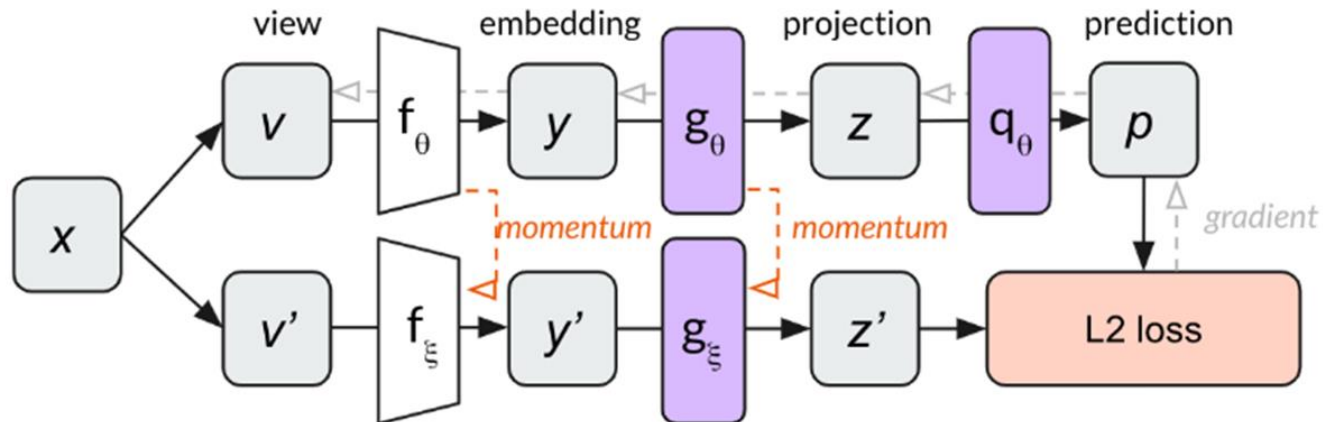 view embedding projection prediction
v f_θ y g_θ z q_θ p
momentum momentum gradient
x
v' f_ξ y' g_ξ z' L2 loss